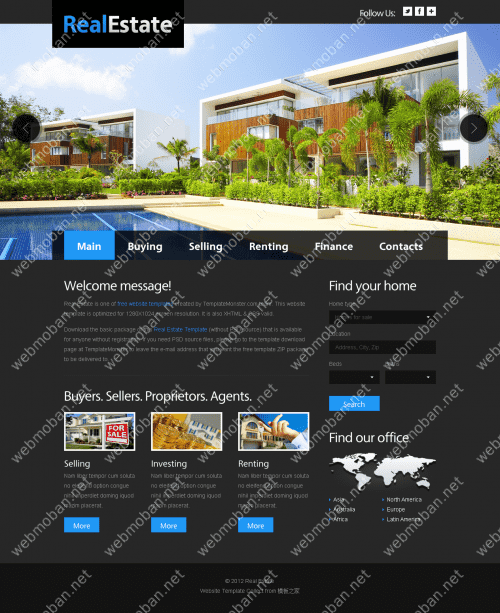 RealEstate
Follow Us:
Main
Buying
Selling
Renting
Finance
Contacts
Welcome message!
Real Estate is one of free website templates created by TemplateMonster.com team. This website
template is optimized for 1280X1024 screen resolution. It is also XHTML & CSS valid.
Download the basic package of this Real Estate Template (without PSD source) that is available
for anyone without registration. If you need PSD source files, please go to the template download
page at TemplateMonster to leave the e-mail address that you want the free template ZIP package
to be delivered to.
Find your home
Home type
for sale
Location
Address, City, Zip
Beds
Search
Buyers. Sellers. Proprietors. Agents.
FOR
SALE
Selling
Nam liber tempor cum soluta
no eleifend option congue
nihil imperdiet doming quod
mazim placerat.
More
Investing
Nam liber tempor cum soluta
no eleifend option congue
nihil imperdiet doming quod
mazim placerat.
More
Renting
Nam liber tempor cum soluta
no eleifend option congue
nihil imperdiet doming quod
mazim placerat.
More
Find our office
Asia
Australia
Africa
North America
Europe
Latin America
© 2012 Real Estate
Website Template Collect from 模板之家
webmoban.net